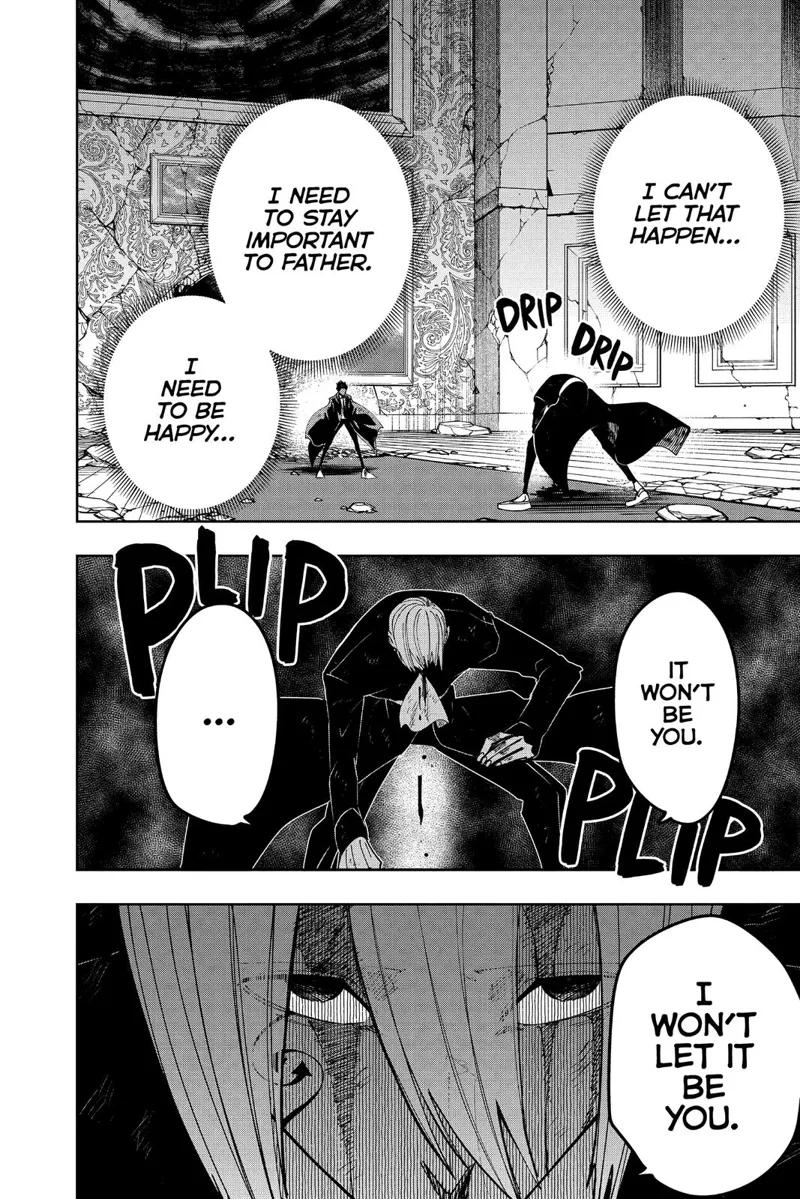 I CAN'T
LET THAT
HAPPEN...
I NEED
TO STAY
IMPORTANT
TO FATHER.
I
NEED
TO BE
HAPPY...
DRIP
DRIP
IT
WON'T
BE
YOU.
PLIP
...
PLIP
I
WON'T
LET IT
BE
YOU.